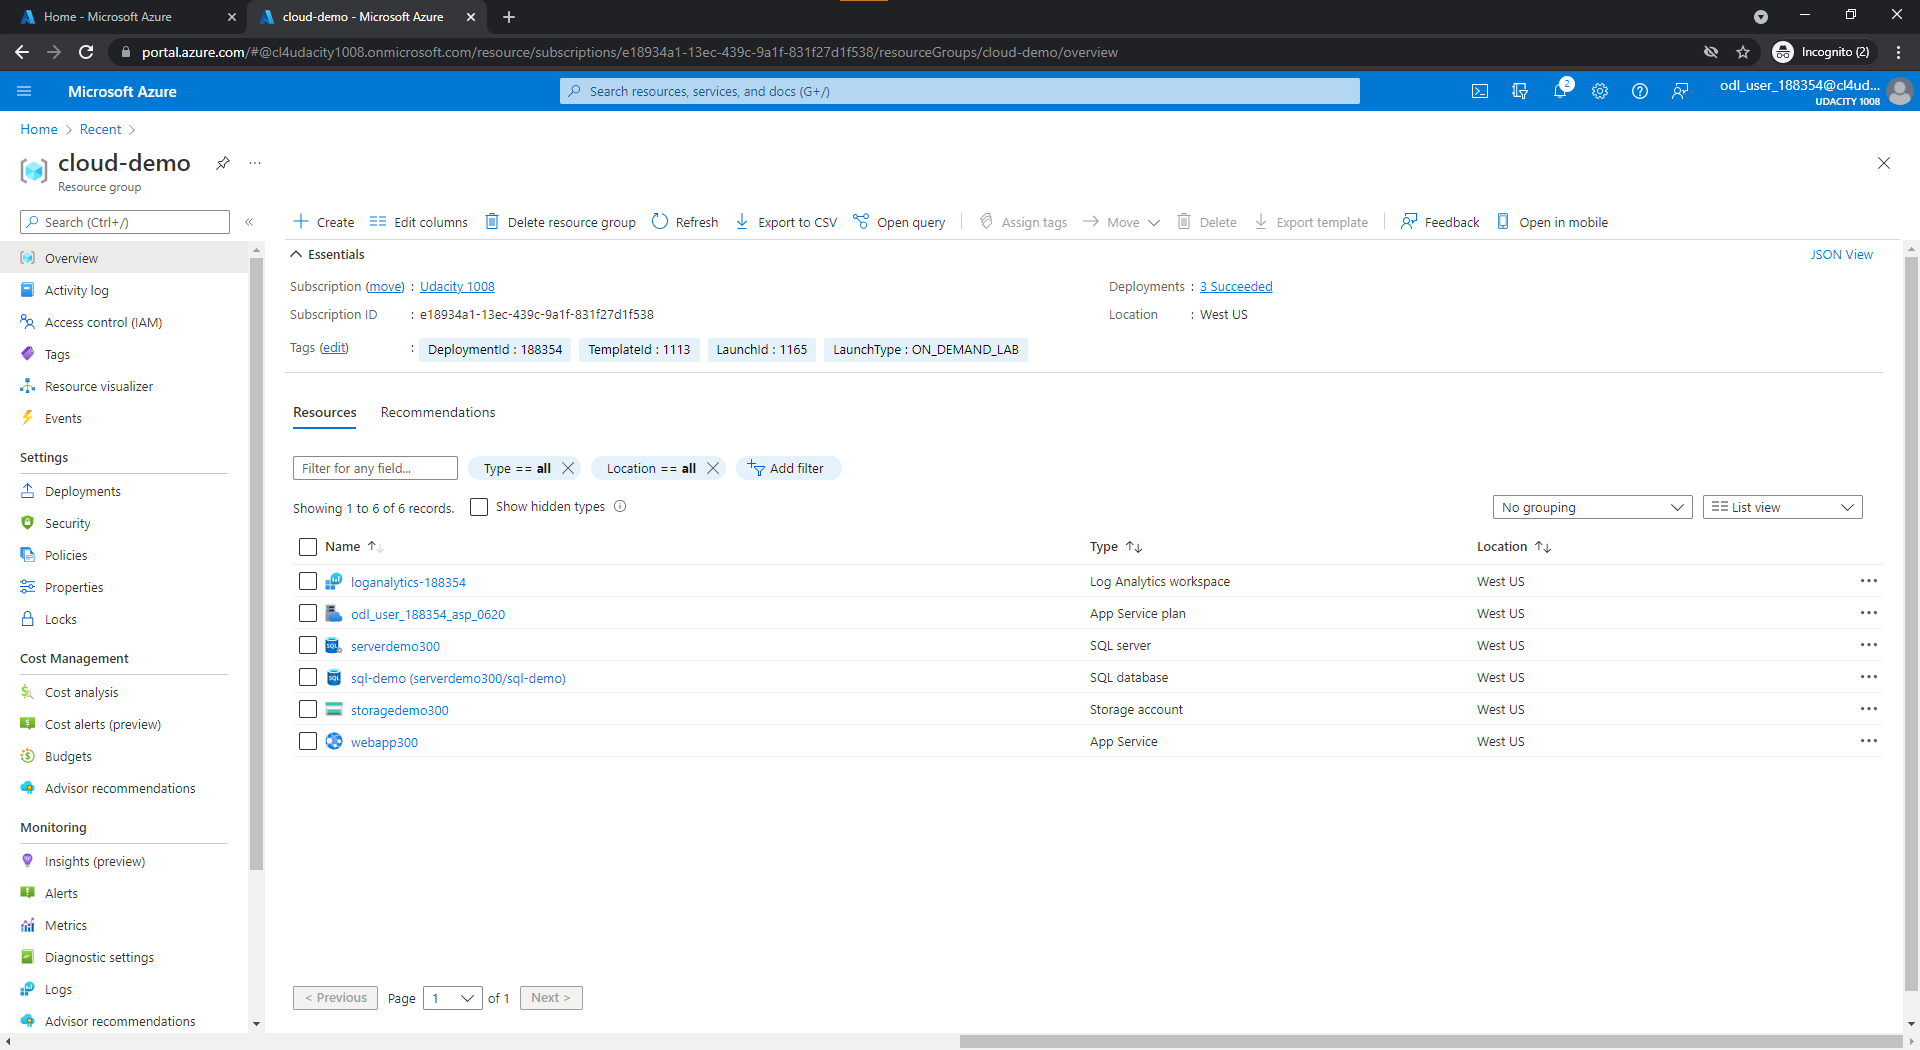 Home - Microsoft Azure
cloud-demo - Microsoft Azure
portal.azure.com/#@cl4udacity1008.onmicrosoft.com/resource/subscriptions/e18934a1-13ec-439c-9a1f-831f27d1f538/resourceGroups/cloud-demo/overview
Incognito (2)
Microsoft Azure
Search resources, services, and docs (G+/)
2
odl_user_188354@cl4ud...
UDACITY 1008
Home > Recent >
cloud-demo
...
Resource group
Search (Ctrl+/)
«
Create
Edit columns
Delete resource group
Refresh
Export to CSV
Open query
Assign tags
Move
Delete
Export template
Feedback
Open in mobile
Overview
Activity log
Access control (IAM)
Tags
Resource visualizer
Events
Settings
Deployments
Security
Policies
Properties
Locks
Cost Management
Cost analysis
Cost alerts (preview)
Budgets
Advisor recommendations
Monitoring
Insights (preview)
Alerts
Metrics
Diagnostic settings
Logs
Advisor recommendations
Essentials
JSON View
Subscription (move) : Udacity 1008
Deployments : 3 Succeeded
Subscription ID : e18934a1-13ec-439c-9a1f-831f27d1f538
Location : West US
Tags (edit) : DeploymentId : 188354 TemplateId : 1113 LaunchId : 1165 LaunchType : ON_DEMAND_LAB
Resources Recommendations
Filter for any field...
Type == all
Location == all
Add filter
Showing 1 to 6 of 6 records.
Show hidden types
No grouping
List view
Name Type Location
loganalytics-188354 Log Analytics workspace West US ...
odl_user_188354_asp_0620 App Service plan West US ...
serverdemo300 SQL server West US ...
sql-demo (serverdemo300/sql-demo) SQL database West US ...
storagedemo300 Storage account West US ...
webapp300 App Service West US ...
< Previous Page 1 of 1 Next >